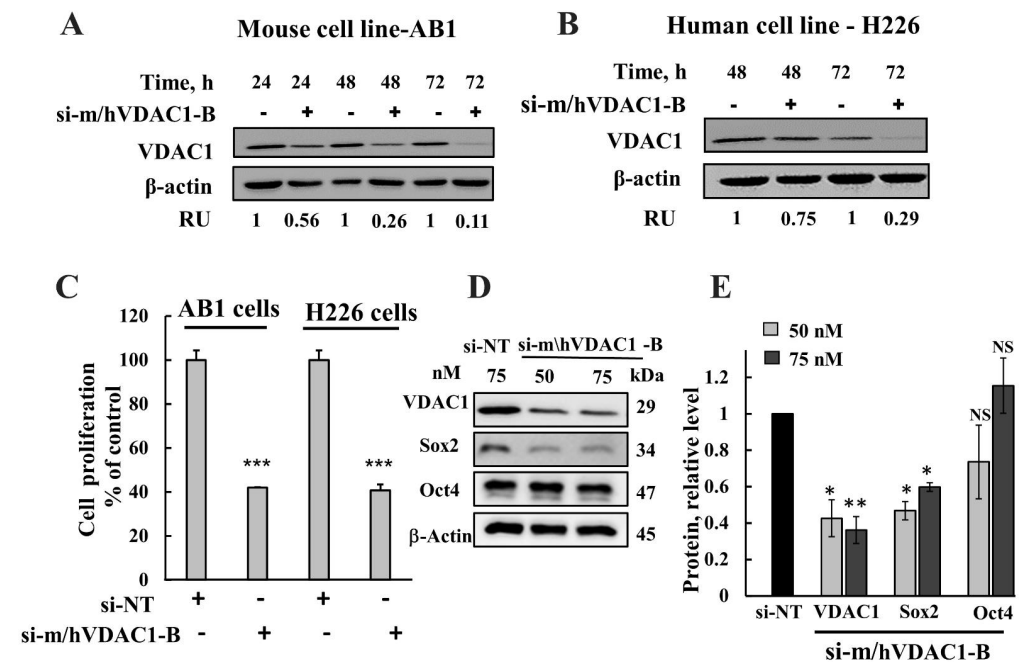 A
Mouse cell line-AB1
Time, h 24 24 48 48 72 72
si-m/hVDAC1-B - + - + - +
VDAC1
β-actin
RU 1 0.56 1 0.26 1 0.11
B
Human cell line - H226
Time, h 48 48 72 72
si-m/hVDAC1-B - + - +
VDAC1
β-actin
RU 1 0.75 1 0.29
C
AB1 cells H226 cells
Cell proliferation
% of control
120
100
80
60
40
20
0
*** ***
si-NT + - + -
si-m/hVDAC1-B - + - +
D
si-NT si-m\hVDAC1 -B
nM 75 50 75 kDa
VDAC1 29
Sox2 34
Oct4 47
β-Actin 45
E
50 nM
75 nM
Protein, relative level
1.2
1
0.8
0.6
0.4
0.2
0
* ** * * NS NS
si-NT VDAC1 Sox2 Oct4
si-m/hVDAC1-B